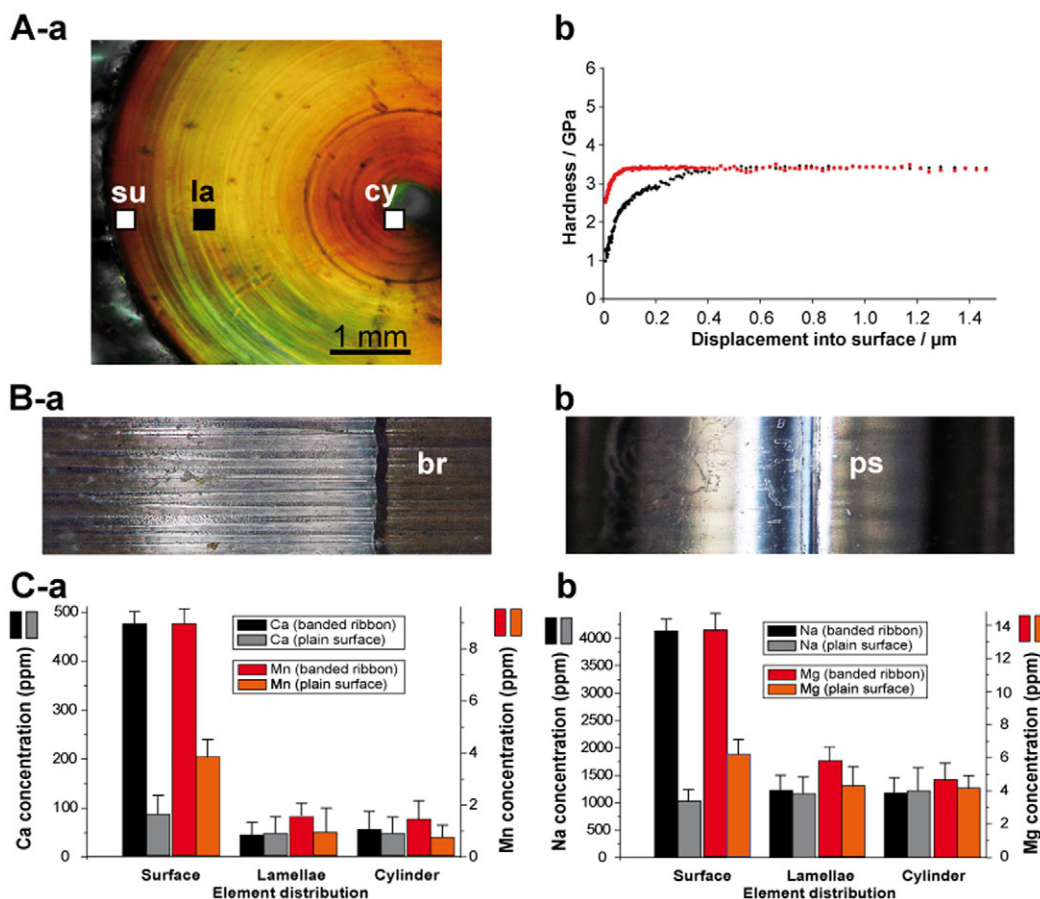 A-a
su
la
cy
1 mm
b
Hardness / GPa
6
5
4
3
2
1
0
0
0.2
0.4
0.6
0.8
1.0
1.2
1.4
Displacement into surface / µm
B-a
br
b
ps
C-a
Ca concentration (ppm)
500
400
300
200
100
50
0
Ca (banded ribbon)
Ca (plain surface)
Mn (banded ribbon)
Mn (plain surface)
8
6
4
2
0
Mn concentration (ppm)
Surface
Lamellae
Cylinder
Element distribution
b
Na concentration (ppm)
4000
3500
3000
2500
2000
1500
1000
500
0
Na (banded ribbon)
Na (plain surface)
Mg (banded ribbon)
Mg (plain surface)
14
12
10
8
6
4
2
0
Mg concentration (ppm)
Surface
Lamellae
Cylinder
Element distribution